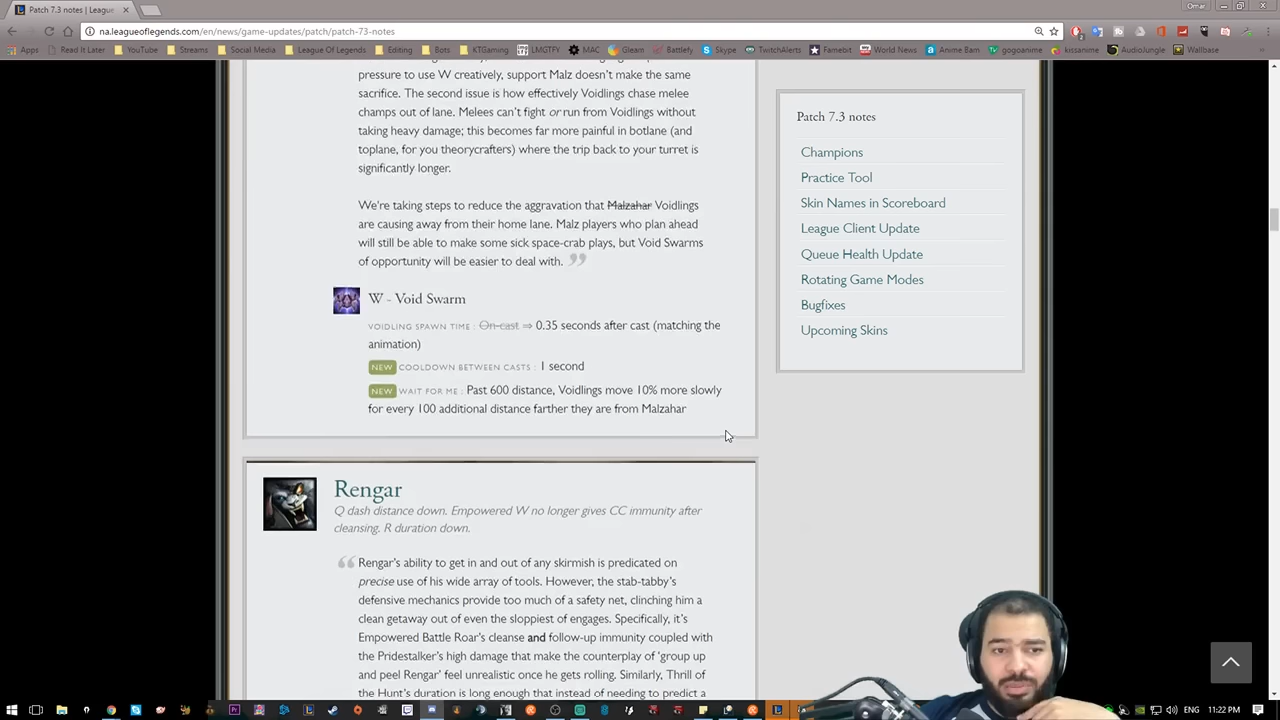 Patch 7.3 notes | League
Omar
na.leagueoflegends.com/en/news/game-updates/patch/patch-73-notes
Apps Read It Later YouTube Streams Social Media League Of Legends Editing Bots KTGaming LMGTFY MAC Gleam Battlefy Skype TwitchAlerts Famebit World News Anime Bam gogoanime kissanime AudioJungle Wallbase
pressure to use W creatively, support Malz doesn't make the same
sacrifice. The second issue is how effectively Voidlings chase melee
champs out of lane. Melees can't fight or run from Voidlings without
taking heavy damage; this becomes far more painful in botlane (and
toplane, for you theorycrafters) where the trip back to your turret is
significantly longer.
We're taking steps to reduce the aggravation that Malzahar Voidlings
are causing away from their home lane. Malz players who plan ahead
will still be able to make some sick space-crab plays, but Void Swarms
of opportunity will be easier to deal with.
W - Void Swarm
VOIDLING SPAWN TIME : On-cast ⇒ 0.35 seconds after cast (matching the
animation)
NEW COOLDOWN BETWEEN CASTS : 1 second
NEW WAIT FOR ME : Past 600 distance, Voidlings move 10% more slowly
for every 100 additional distance farther they are from Malzahar
Rengar
Q dash distance down. Empowered W no longer gives CC immunity after
cleansing. R duration down.
Rengar's ability to get in and out of any skirmish is predicated on
precise use of his wide array of tools. However, the stab-tabby's
defensive mechanics provide too much of a safety net, clinching him a
clean getaway out of even the sloppiest of engages. Specifically, it's
Empowered Battle Roar's cleanse and follow-up immunity coupled with
the Pridestalker's high damage that make the counterplay of 'group up
and peel Rengar' feel unrealistic once he gets rolling. Similarly, Thrill of
the Hunt's duration is long enough that instead of needing to predict a
Patch 7.3 notes
Champions
Practice Tool
Skin Names in Scoreboard
League Client Update
Queue Health Update
Rotating Game Modes
Bugfixes
Upcoming Skins
11:22 PM